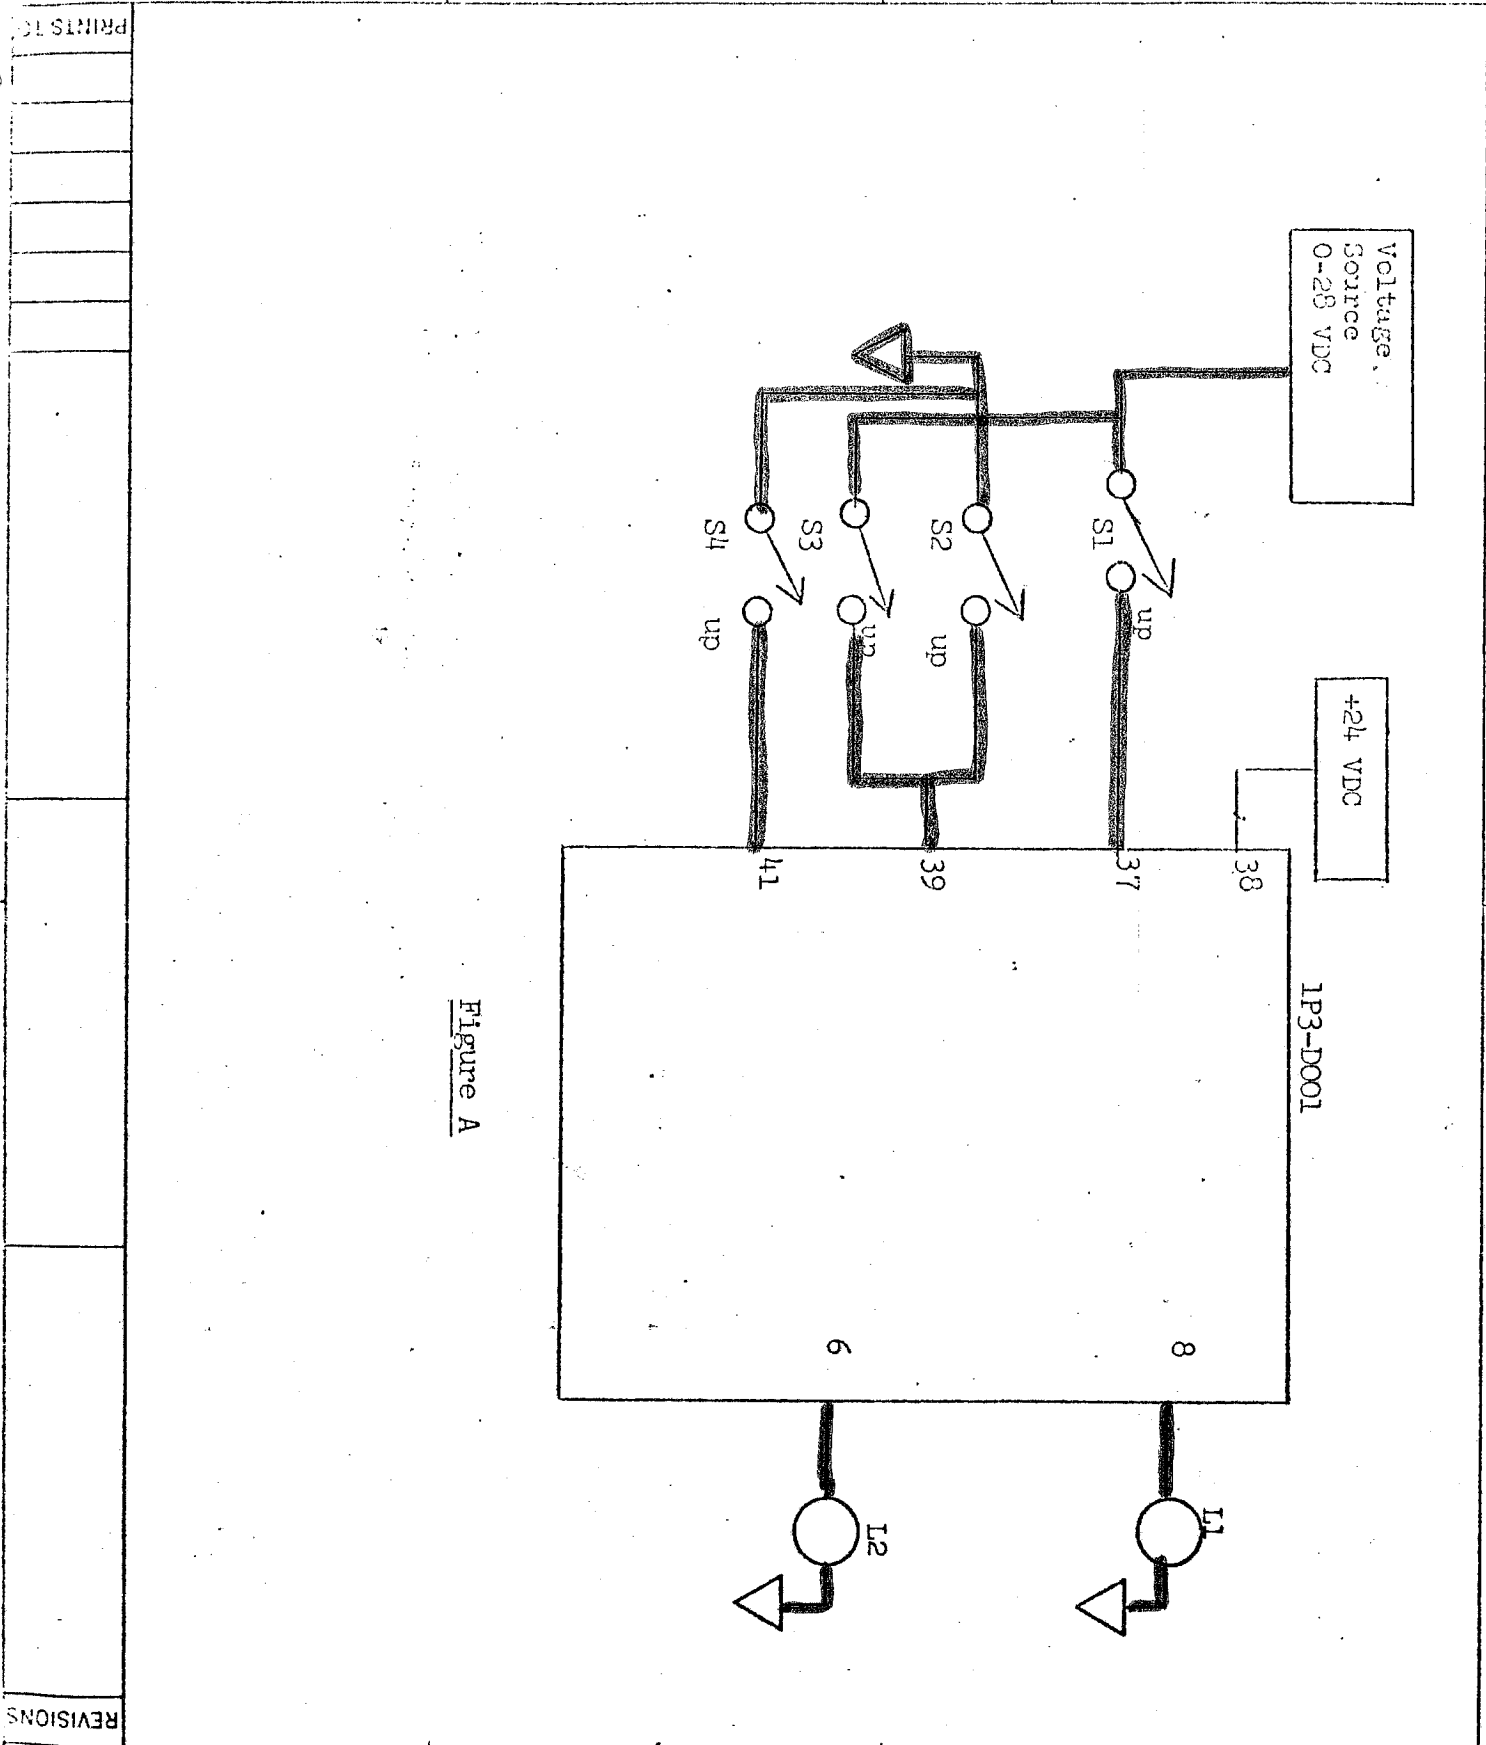 Voltage
Source
0-28 VDC
+24 VDC
1P3-D001
S1
up
S2
up
S3
up
S4
up
38
37
39
41
8
6
L1
L2
Figure A
PRINTS TO
REVISIONS